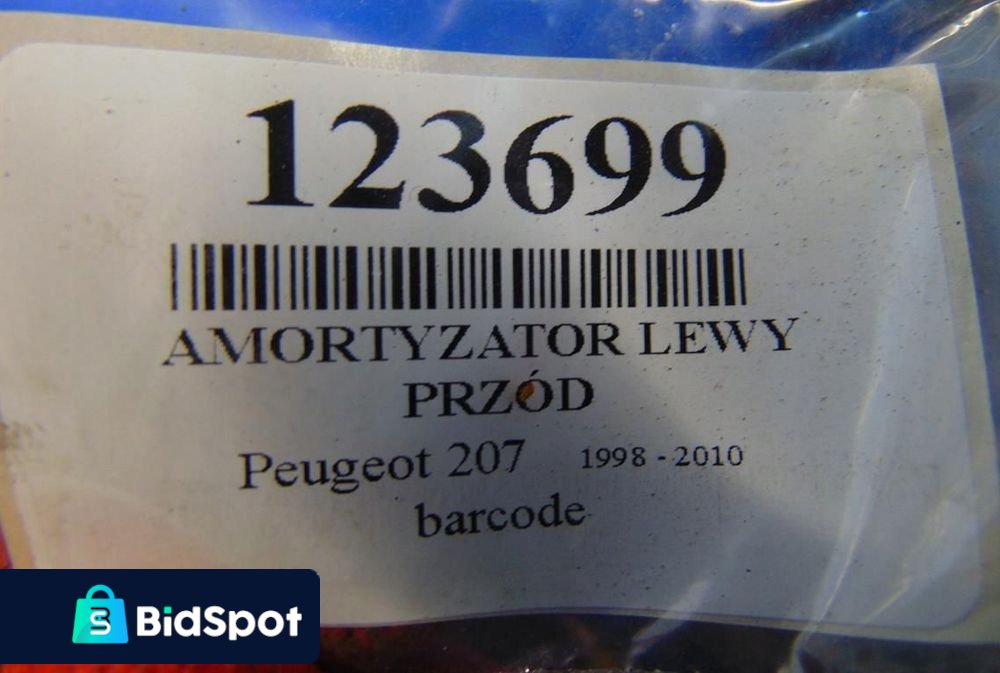 123699
AMORTYZATOR LEWY
PRZÓD
Peugeot 207 1998 - 2010
barcode
BidSpot